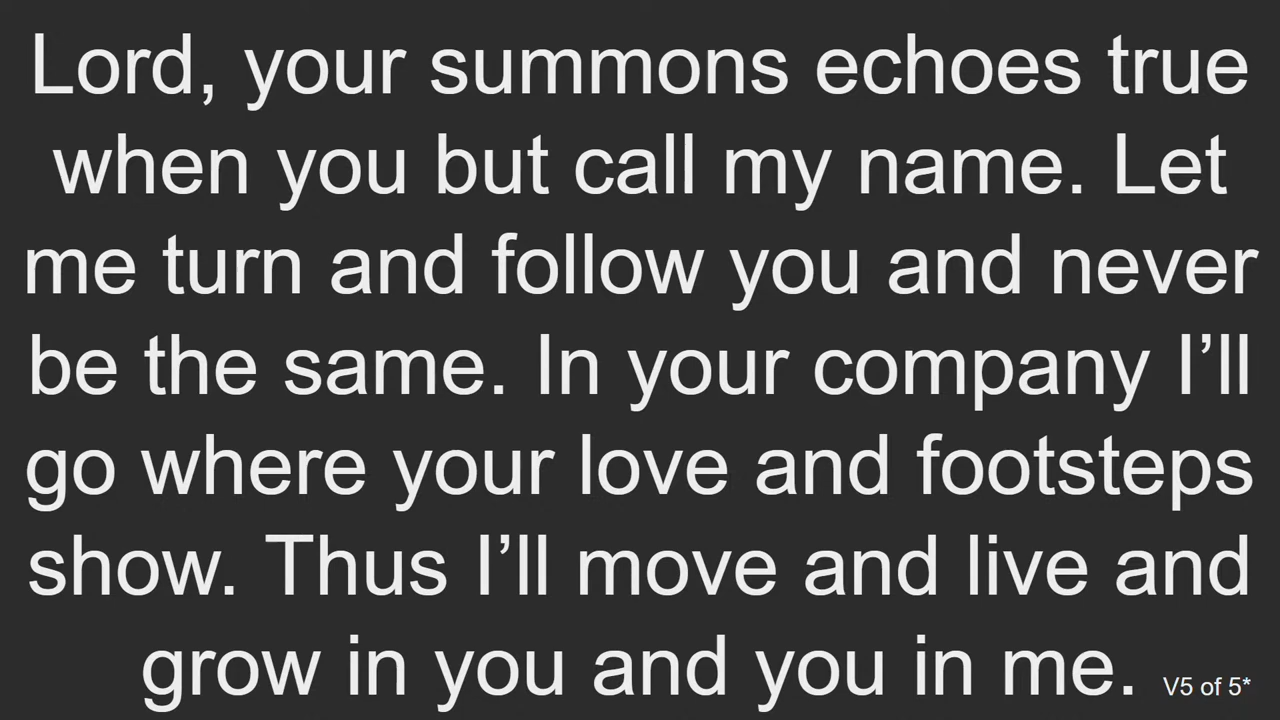 Lord, your summons echoes true
when you but call my name. Let
me turn and follow you and never
be the same. In your company I’ll
go where your love and footsteps
show. Thus I’ll move and live and
grow in you and you in me.
V5 of 5*